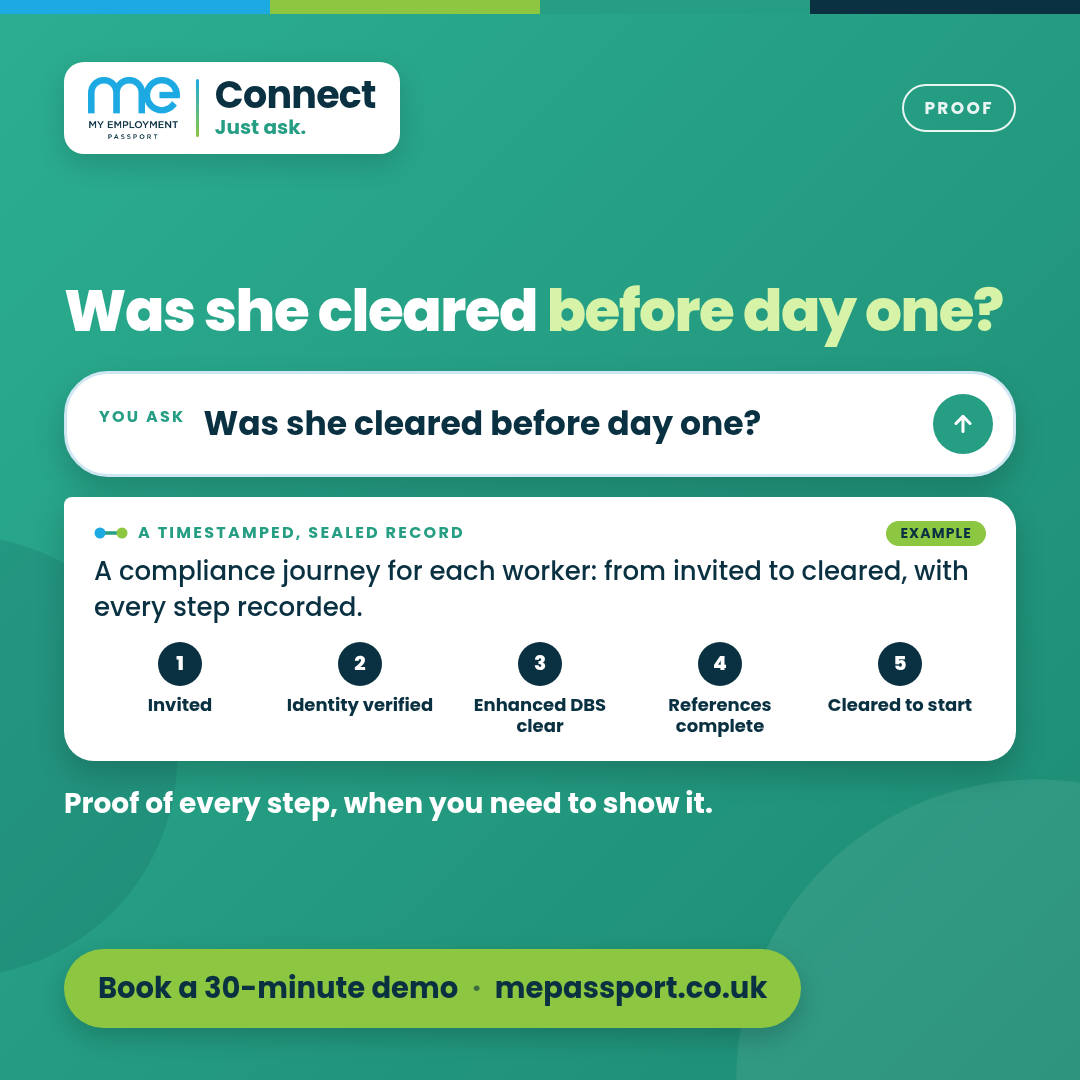 me
MY EMPLOYMENT
PASSPORT
Connect
Just ask.
PROOF
Was she cleared before day one?
YOU ASK Was she cleared before day one?
A TIMESTAMPED, SEALED RECORD
EXAMPLE
A compliance journey for each worker: from invited to cleared, with
every step recorded.
1
Invited
2
Identity verified
3
Enhanced DBS
clear
4
References
complete
5
Cleared to start
Proof of every step, when you need to show it.
Book a 30-minute demo · mepassport.co.uk